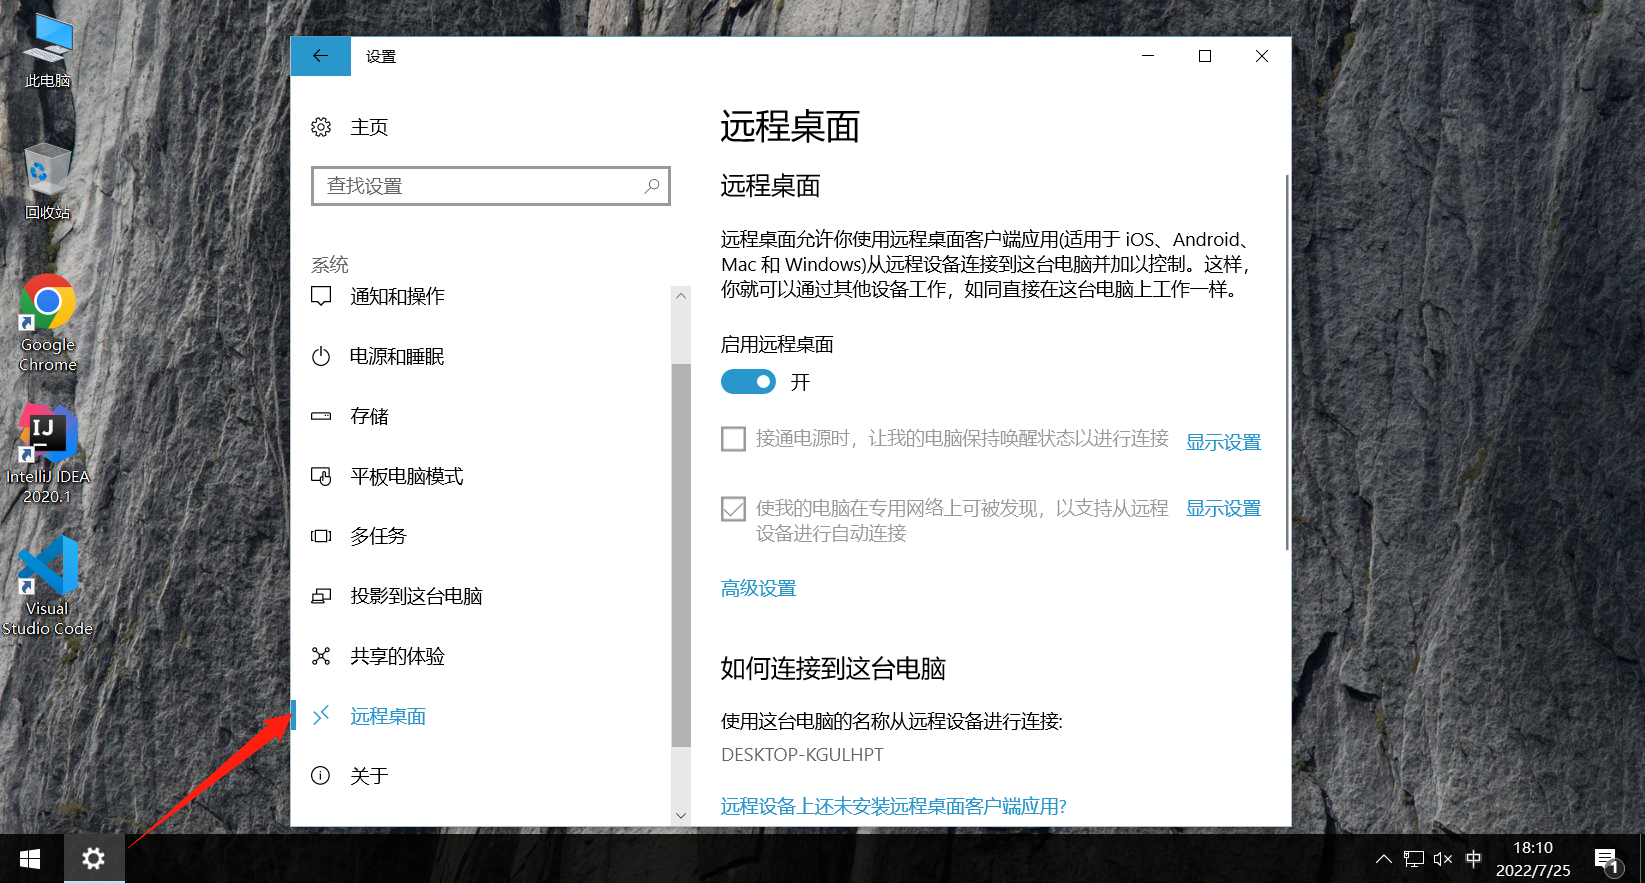 此电脑
回收站
Google
Chrome
IJ
IntelliJ IDEA
2020.1
Visual
Studio Code
设置
主页
查找设置
系统
通知和操作
电源和睡眠
存储
平板电脑模式
多任务
投影到这台电脑
共享的体验
远程桌面
关于
远程桌面
远程桌面
远程桌面允许你使用远程桌面客户端应用(适用于 iOS、Android、
Mac 和 Windows)从远程设备连接到这台电脑并加以控制。这样，
你就可以通过其他设备工作，如同直接在这台电脑上工作一样。
启用远程桌面
开
接通电源时，让我的电脑保持唤醒状态以进行连接 显示设置
使我的电脑在专用网络上可被发现，以支持从远程 显示设置
设备进行自动连接
高级设置
如何连接到这台电脑
使用这台电脑的名称从远程设备进行连接:
DESKTOP-KGULHPT
远程设备上还未安装远程桌面客户端应用?
中
18:10
2022/7/25
1